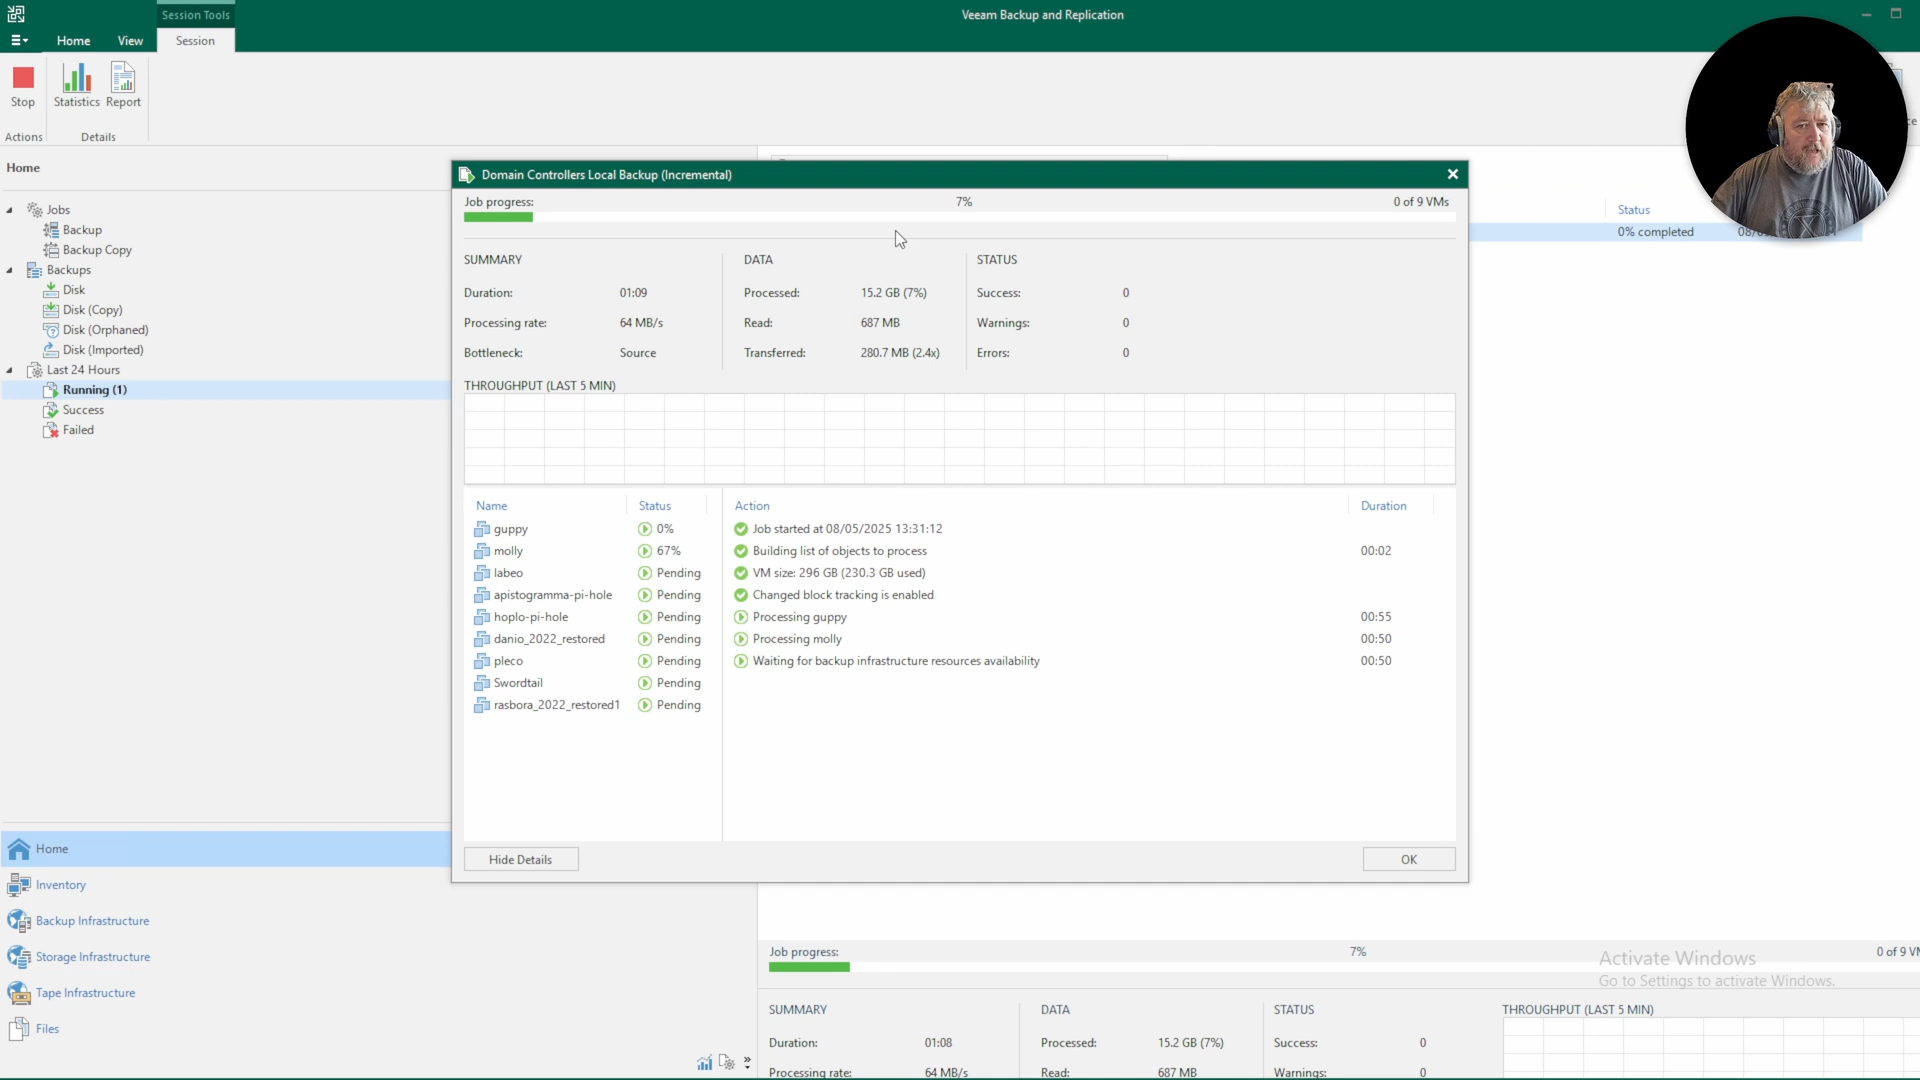 Session Tools
Veeam Backup and Replication
Home View Session
Stop Statistics Report
Actions Details
Home
Jobs
Backup
Backup Copy
Backups
Disk
Disk (Copy)
Disk (Orphaned)
Disk (Imported)
Last 24 Hours
Running (1)
Success
Failed
Home
Inventory
Backup Infrastructure
Storage Infrastructure
Tape Infrastructure
Files
Status
0% completed
Domain Controllers Local Backup (Incremental)
Job progress: 7% 0 of 9 VMs
SUMMARY DATA STATUS
Duration: 01:09 Processed: 15.2 GB (7%) Success: 0
Processing rate: 64 MB/s Read: 687 MB Warnings: 0
Bottleneck: Source Transferred: 280.7 MB (2.4x) Errors: 0
THROUGHPUT (LAST 5 MIN)
Name Status Action Duration
guppy 0% Job started at 08/05/2025 13:31:12
molly 67% Building list of objects to process 00:02
labeo Pending VM size: 296 GB (230.3 GB used)
apistogramma-pi-hole Pending Changed block tracking is enabled
hoplo-pi-hole Pending Processing guppy 00:55
danio_2022_restored Pending Processing molly 00:50
pleco Pending Waiting for backup infrastructure resources availability 00:50
Swordtail Pending
rasbora_2022_restored1 Pending
Hide Details OK
Job progress: 7% 0 of 9
Activate Windows
Go to Settings to activate Windows.
SUMMARY DATA STATUS THROUGHPUT (LAST 5 MIN)
Duration: 01:08 Processed: 15.2 GB (7%) Success: 0
Processing rate: 64 MB/s Read: 687 MB Warnings: 0